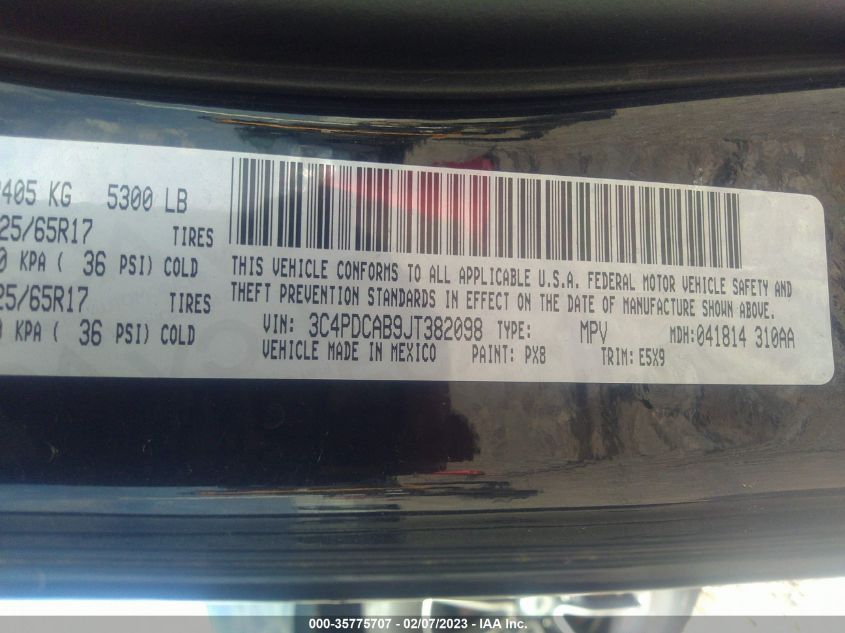 405 KG 5300 LB
25/65R17 TIRES
0 KPA ( 36 PSI) COLD
25/65R17 TIRES
KPA ( 36 PSI) COLD
THIS VEHICLE CONFORMS TO ALL APPLICABLE U.S.A. FEDERAL MOTOR VEHICLE SAFETY AND
THEFT PREVENTION STANDARDS IN EFFECT ON THE DATE OF MANUFACTURE SHOWN ABOVE.
VIN: 3C4PDCAB9JT382098 TYPE: MPV MDH:041814 310AA
VEHICLE MADE IN MEXICO PAINT: PX8 TRIM: E5X9
000-35775707 - 02/07/2023 - © IAA Inc.